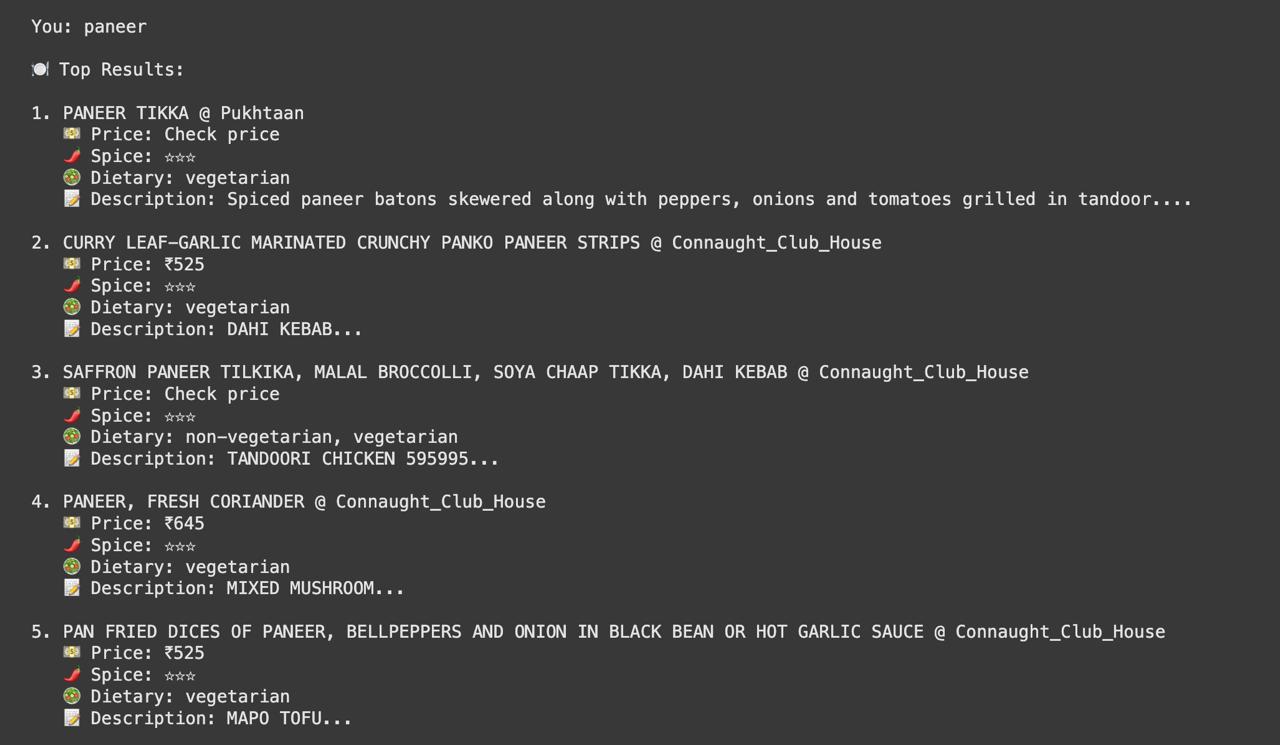 You: paneer
🍽 Top Results:
1. PANEER TIKKA @ Pukhtaan
💵 Price: Check price
🌶 Spice: ☆☆☆
🥗 Dietary: vegetarian
📝 Description: Spiced paneer batons skewered along with peppers, onions and tomatoes grilled in tandoor....
2. CURRY LEAF-GARLIC MARINATED CRUNCHY PANKO PANEER STRIPS @ Connaught_Club_House
💵 Price: ₹525
🌶 Spice: ☆☆☆
🥗 Dietary: vegetarian
📝 Description: DAHI KEBAB...
3. SAFFRON PANEER TILKIKA, MALAL BROCCOLLI, SOYA CHAAP TIKKA, DAHI KEBAB @ Connaught_Club_House
💵 Price: Check price
🌶 Spice: ☆☆☆
🥗 Dietary: non-vegetarian, vegetarian
📝 Description: TANDOORI CHICKEN 595995...
4. PANEER, FRESH CORIANDER @ Connaught_Club_House
💵 Price: ₹645
🌶 Spice: ☆☆☆
🥗 Dietary: vegetarian
📝 Description: MIXED MUSHROOM...
5. PAN FRIED DICES OF PANEER, BELLPEPPERS AND ONION IN BLACK BEAN OR HOT GARLIC SAUCE @ Connaught_Club_House
💵 Price: ₹525
🌶 Spice: ☆☆☆
🥗 Dietary: vegetarian
📝 Description: MAPO TOFU...